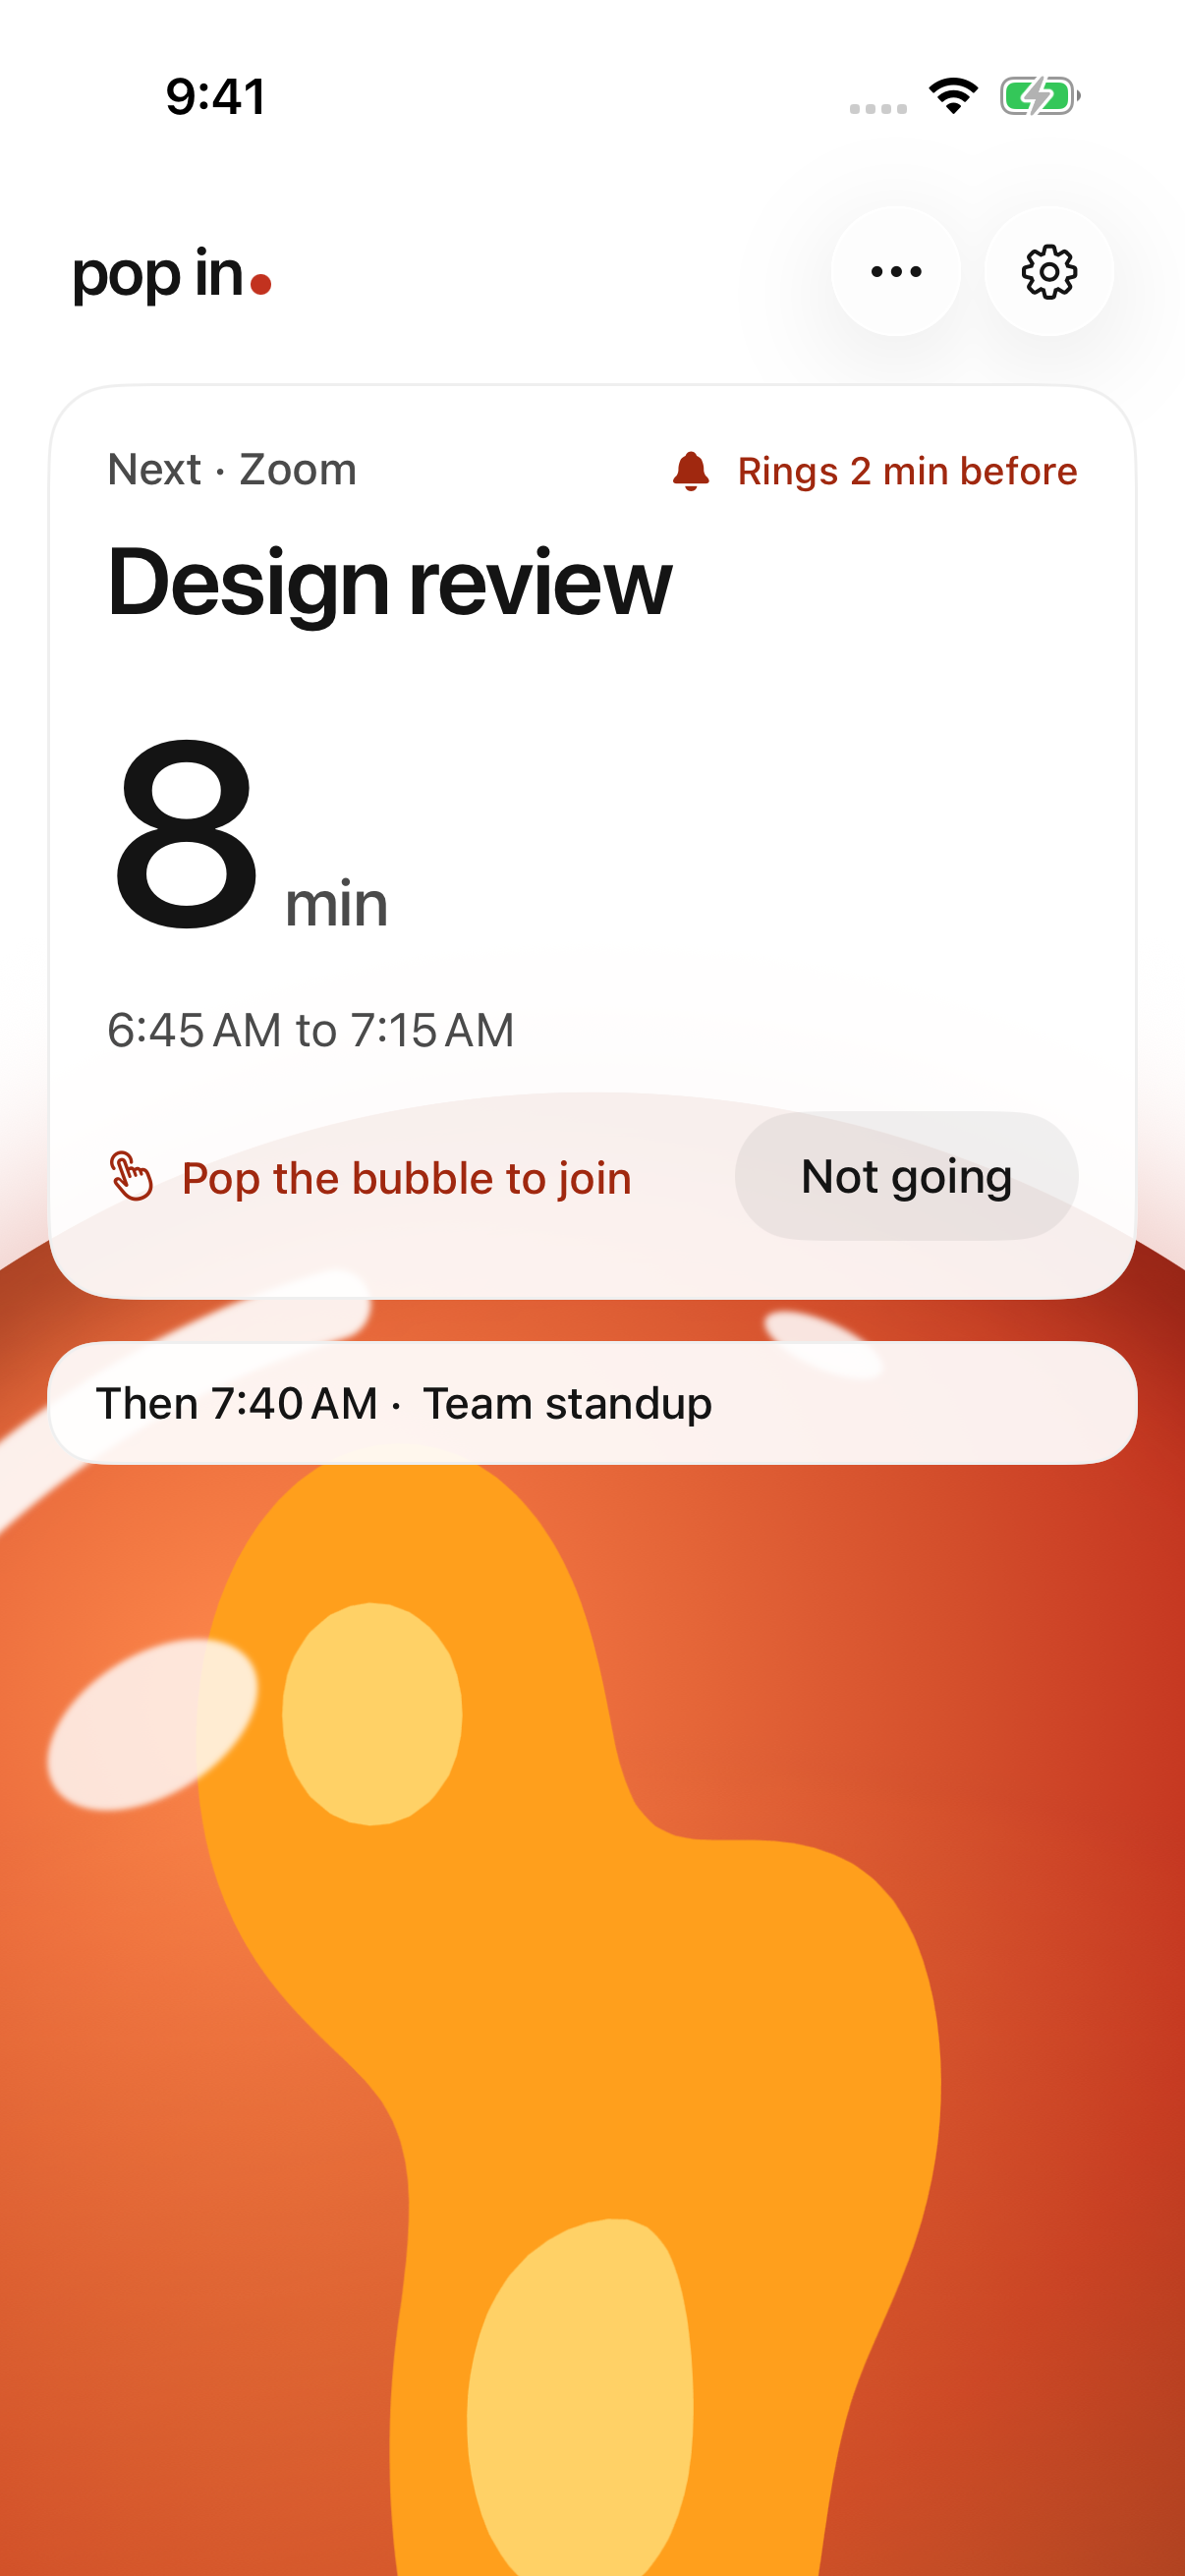 9:41
pop in.
Next · Zoom
Rings 2 min before
Design review
8 min
6:45 AM to 7:15 AM
Pop the bubble to join
Not going
Then 7:40 AM · Team standup